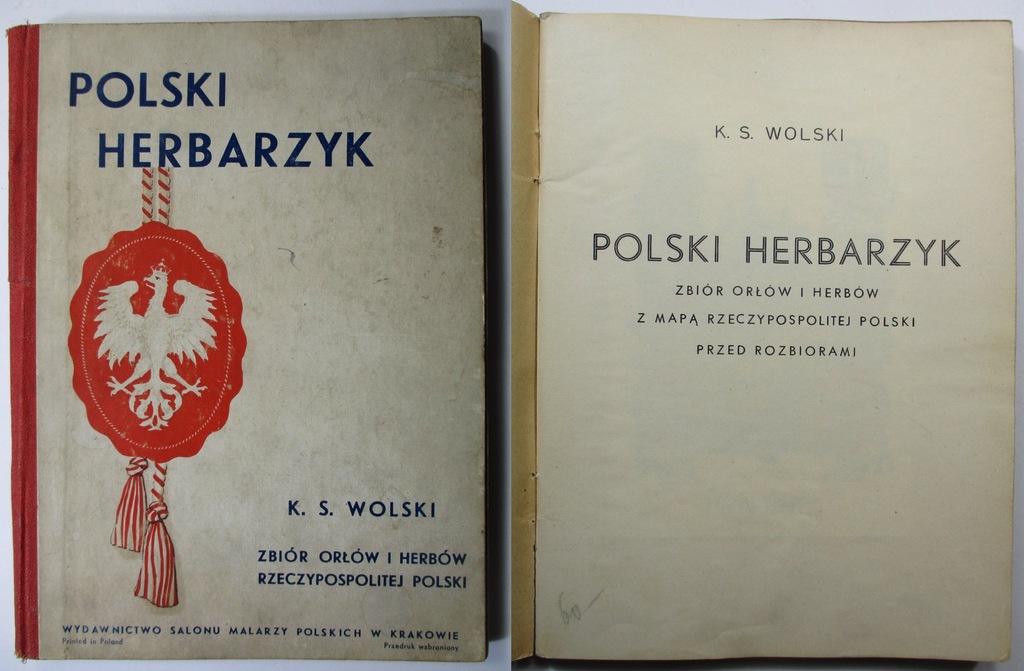 POLSKI
HERBARZYK
K. S. WOLSKI
ZBIÓR ORŁÓW I HERBÓW
RZECZYPOSPOLITEJ POLSKI
WYDAWNICTWO SALONU MALARZY POLSKICH W KRAKOWIE
Printed in Poland
Przedruk wzbroniony
K. S. WOLSKI
POLSKI HERBARZYK
ZBIÓR ORŁÓW I HERBÓW
Z MAPĄ RZECZYPOSPOLITEJ POLSKI
PRZED ROZBIORAMI
60—